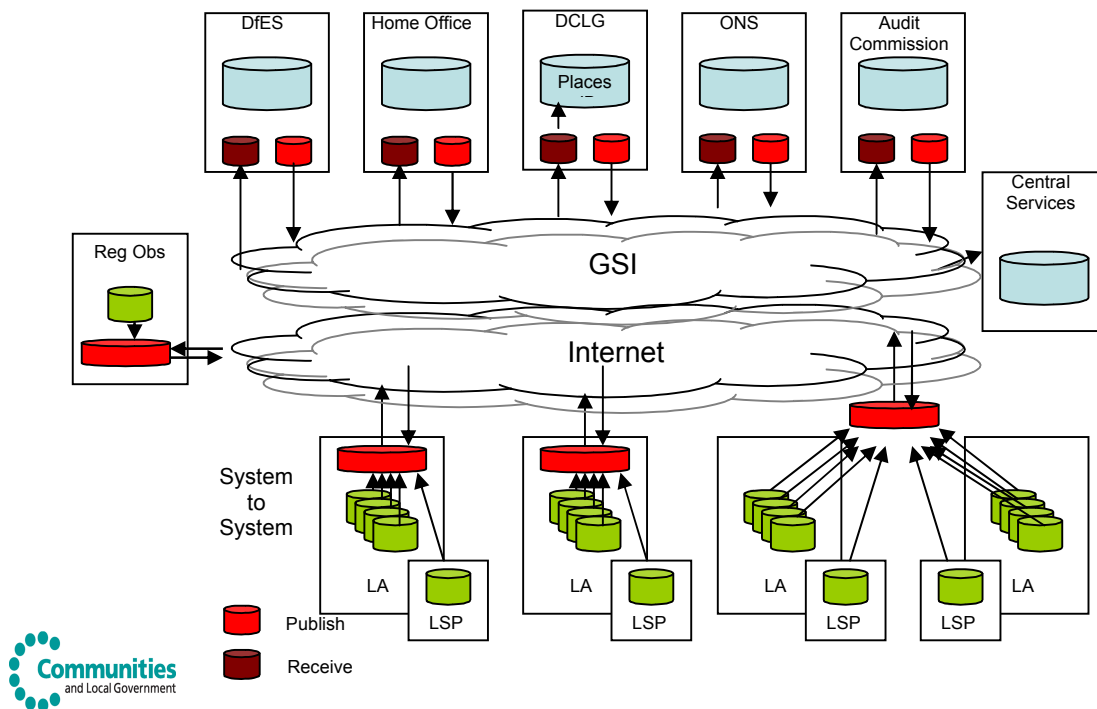 DfES
Home Office
DCLG
ONS
Audit
Commission
Places
Central
Services
Reg Obs
GSI
Internet
System
to
System
LA
LSP
LA
LSP
LA
LSP
LSP
LA
Publish
Receive
Communities
and Local Government